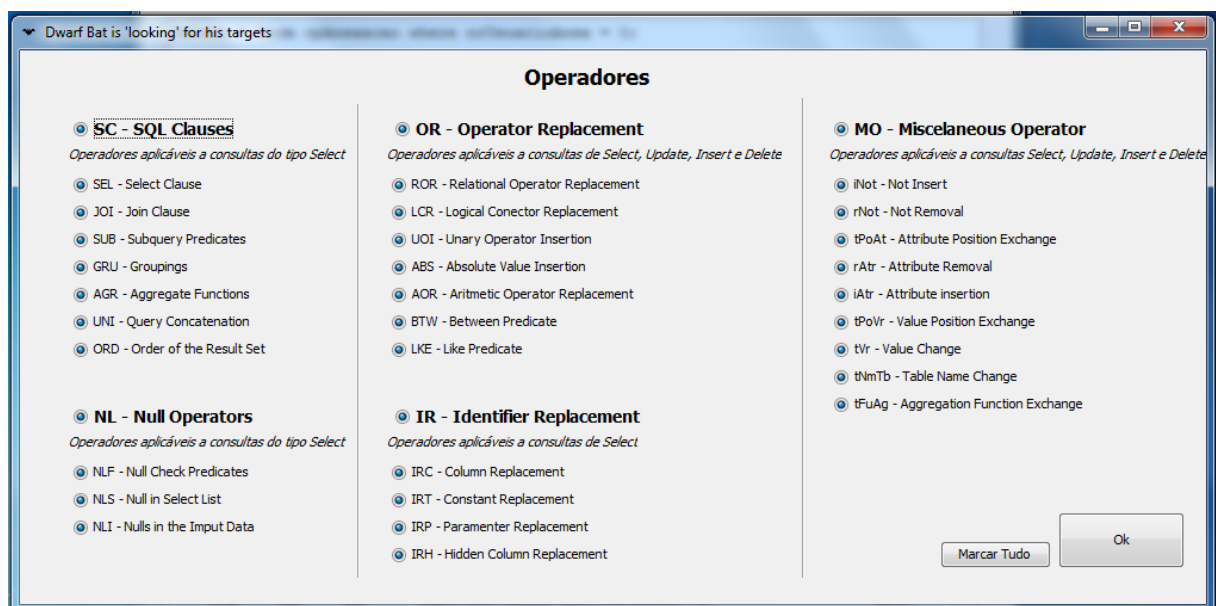 Dwarf Bat is 'looking' for his targets
Operadores
SC - SQL Clauses
Operadores aplicáveis a consultas do tipo Select
SEL - Select Clause
JOI - Join Clause
SUB - Subquery Predicates
GRU - Groupings
AGR - Aggregate Functions
UNI - Query Concatenation
ORD - Order of the Result Set
NL - Null Operators
Operadores aplicáveis a consultas do tipo Select
NLF - Null Check Predicates
NLS - Null in Select List
NLI - Nulls in the Imput Data
OR - Operator Replacement
Operadores aplicáveis a consultas de Select, Update, Insert e Delete
ROR - Relational Operator Replacement
LCR - Logical Conector Replacement
UOI - Unary Operator Insertion
ABS - Absolute Value Insertion
AOR - Aritmetic Operator Replacement
BTW - Between Predicate
LKE - Like Predicate
IR - Identifier Replacement
Operadores aplicáveis a consultas de Select
IRC - Column Replacement
IRT - Constant Replacement
IRP - Paramenter Replacement
IRH - Hidden Column Replacement
MO - Miscelaneous Operator
Operadores aplicáveis a consultas Select, Update, Insert e Delete
iNot - Not Insert
rNot - Not Removal
tPoAt - Attribute Position Exchange
rAtr - Attribute Removal
iAtr - Attribute insertion
tPoVr - Value Position Exchange
tVr - Value Change
tNmTb - Table Name Change
tFuAg - Aggregation Function Exchange
Marcar Tudo
Ok